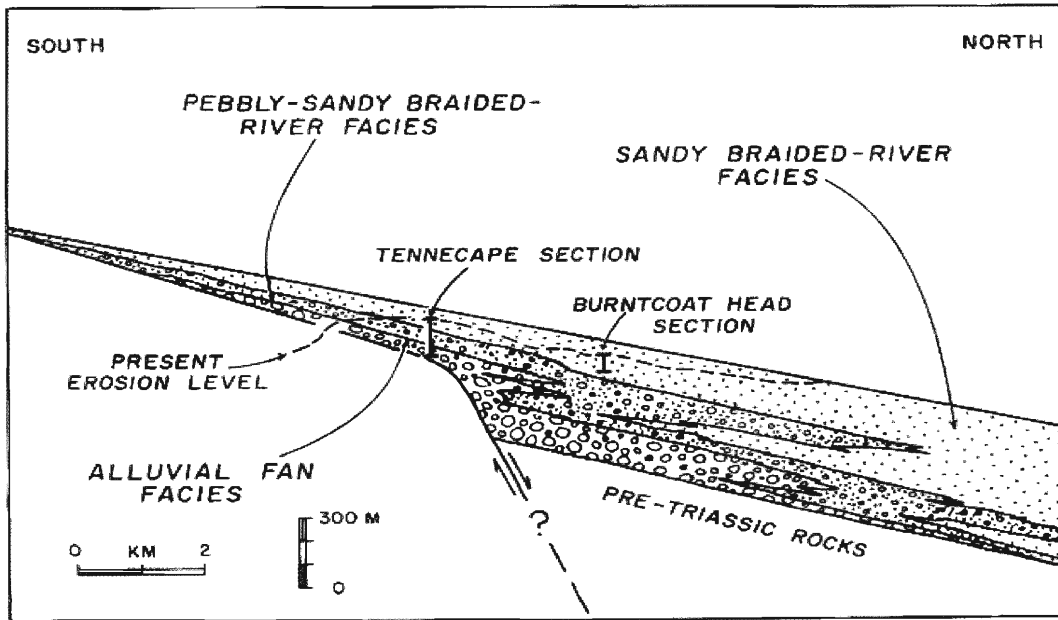 SOUTH
NORTH
PEBBLY-SANDY BRAIDED-
RIVER FACIES
SANDY BRAIDED-RIVER
FACIES
TENNECAPE SECTION
BURNTCOAT HEAD
SECTION
PRESENT
EROSION LEVEL
ALLUVIAL FAN
FACIES
PRE-TRIASSIC ROCKS
?
300 M
0
0 KM 2